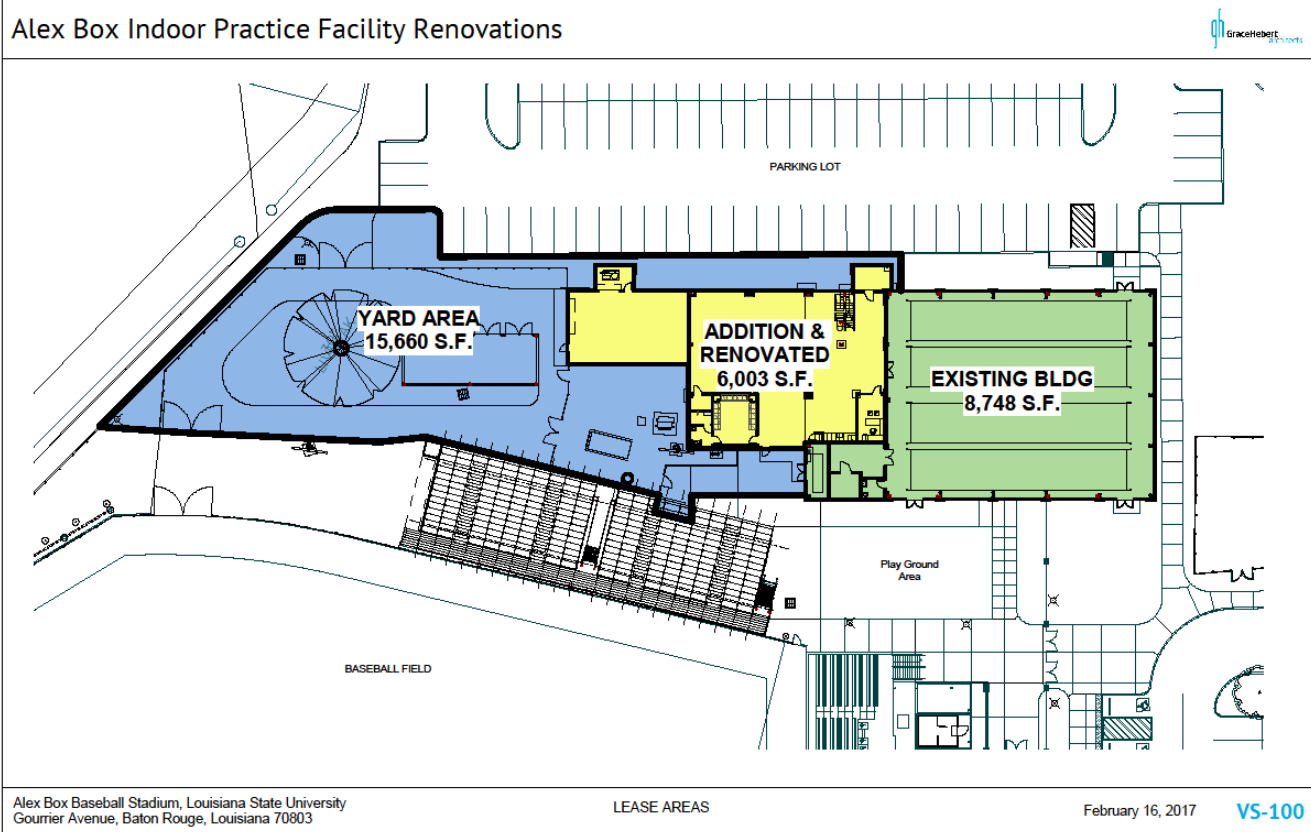 Alex Box Indoor Practice Facility Renovations
gh GraceHebert
architects
PARKING LOT
YARD AREA
15,660 S.F.
ADDITION &
RENOVATED
6,003 S.F.
EXISTING BLDG
8,748 S.F.
Play Ground
Area
BASEBALL FIELD
Alex Box Baseball Stadium, Louisiana State University
Gourrier Avenue, Baton Rouge, Louisiana 70803
LEASE AREAS
February 16, 2017
VS-100